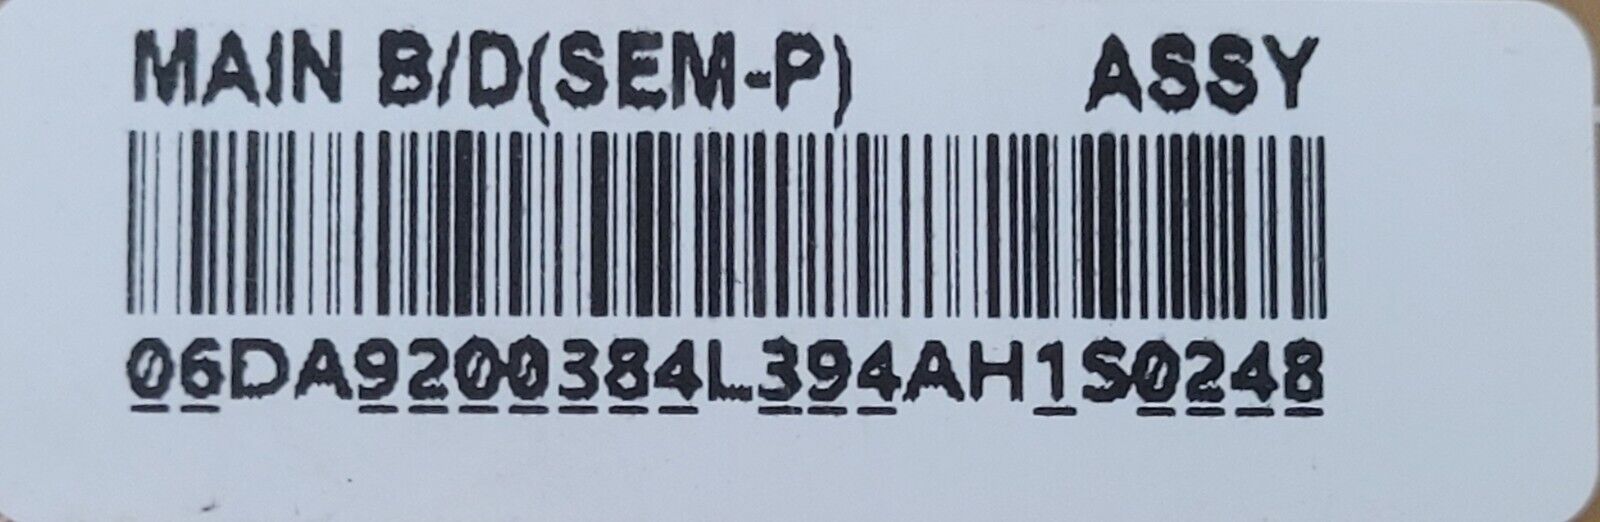 MAIN B/D(SEM-P) ASSY
06DA9200384L394AH1S0248